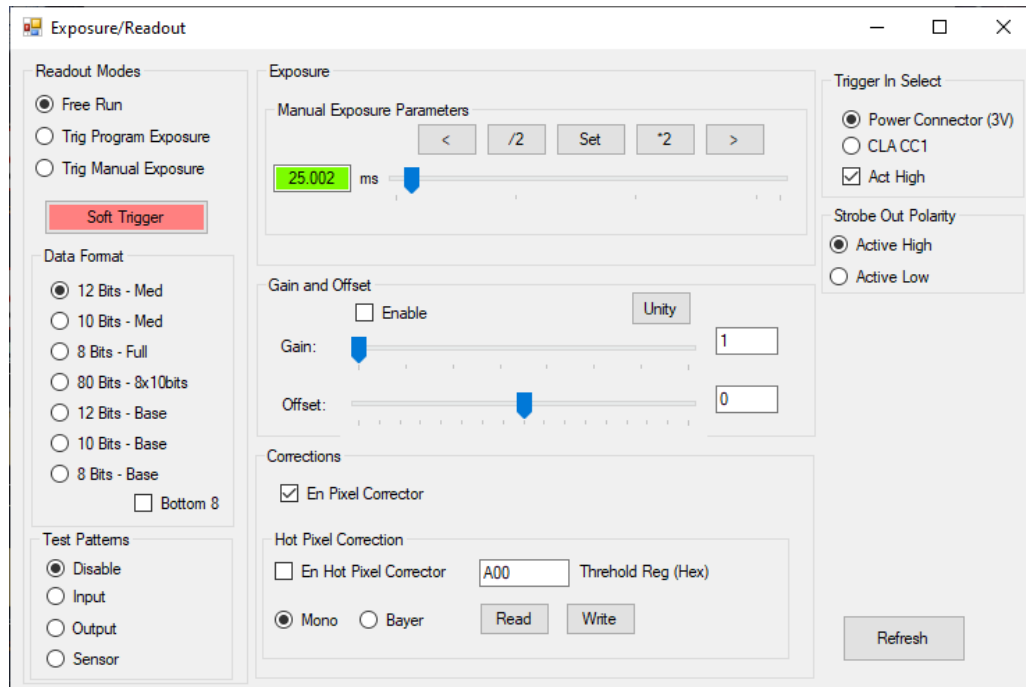 Exposure/Readout
Readout Modes
Free Run
Trig Program Exposure
Trig Manual Exposure
Soft Trigger
Data Format
12 Bits - Med
10 Bits - Med
8 Bits - Full
80 Bits - 8x10bits
12 Bits - Base
10 Bits - Base
8 Bits - Base
Bottom 8
Test Patterns
Disable
Input
Output
Sensor
Exposure
Manual Exposure Parameters
< /2 Set *2 >
25.002 ms
Gain and Offset
Enable Unity
Gain: 1
Offset: 0
Corrections
En Pixel Corrector
Hot Pixel Correction
En Hot Pixel Corrector A00 Threhold Reg (Hex)
Mono Bayer Read Write
Trigger In Select
Power Connector (3V)
CLA CC1
Act High
Strobe Out Polarity
Active High
Active Low
Refresh